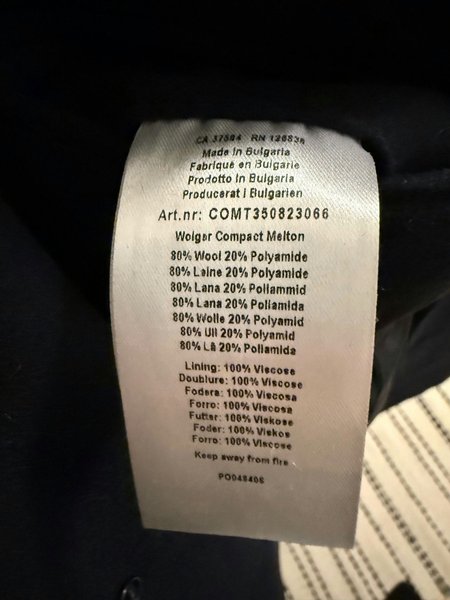 CA 37584 RN 126838
Made in Bulgaria
Fabriqué en Bulgarie
Prodotto in Bulgaria
Producerat i Bulgarien
Art.nr: COMT350823066
Wolger Compact Melton
80% Wool 20% Polyamide
80% Laine 20% Polyamide
80% Lana 20% Poliammid
80% Lana 20% Poliamida
80% Wolle 20% Polyamid
80% Ull 20% Polyamid
80% Lã 20% Poliamida
Lining: 100% Viscose
Doublure: 100% Viscose
Fodera: 100% Viscosa
Forro: 100% Viscosa
Futter: 100% Viskose
Foder: 100% Viskos
Forro: 100% Viscose
Keep away from fire
PO048406